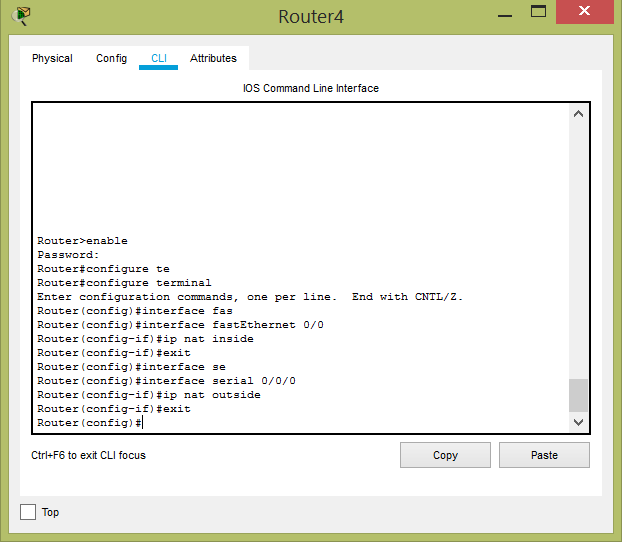 Router4
Physical Config CLI Attributes
IOS Command Line Interface
Router>enable
Password:
Router#configure te
Router#configure terminal
Enter configuration commands, one per line.  End with CNTL/Z.
Router(config)#interface fas
Router(config)#interface fastEthernet 0/0
Router(config-if)#ip nat inside
Router(config-if)#exit
Router(config)#interface se
Router(config)#interface serial 0/0/0
Router(config-if)#ip nat outside
Router(config-if)#exit
Router(config)#
Ctrl+F6 to exit CLI focus Copy Paste
Top